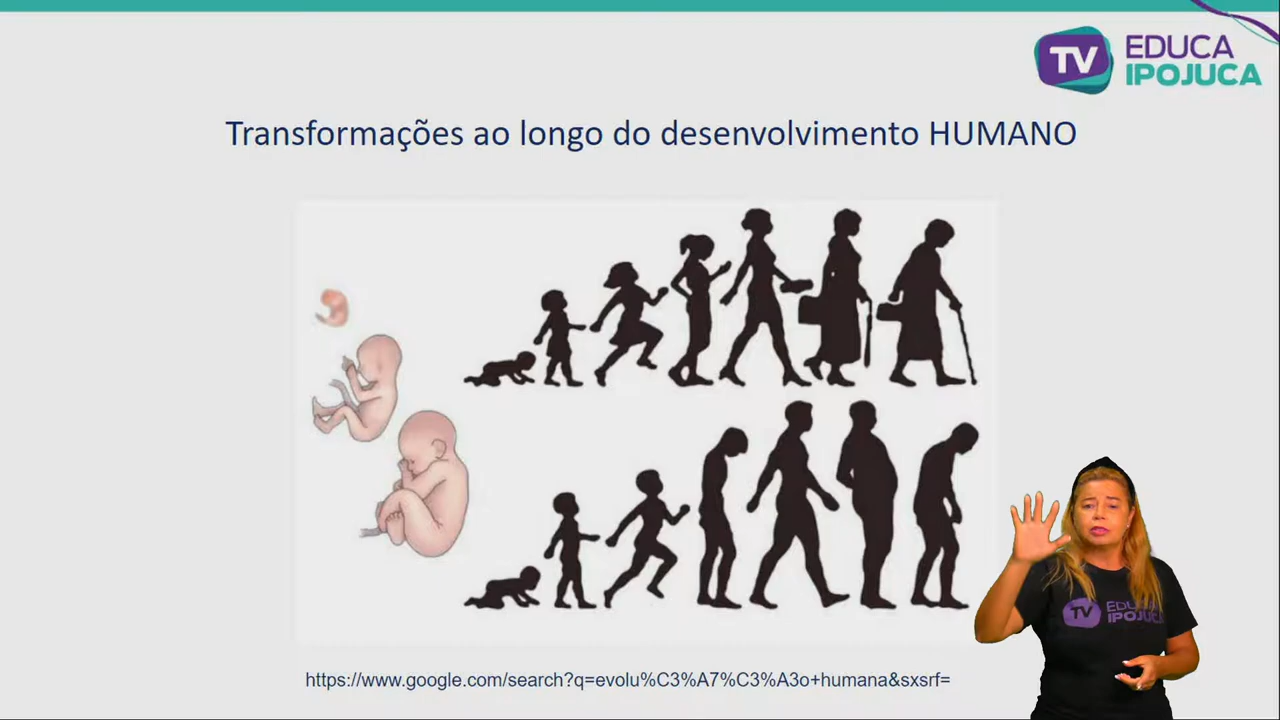 TV EDUCA
IPOJUCA
Transformações ao longo do desenvolvimento HUMANO
TV EDUCA
IPOJUCA
https://www.google.com/search?q=evolu%C3%A7%C3%A3o+humana&sxsrf=